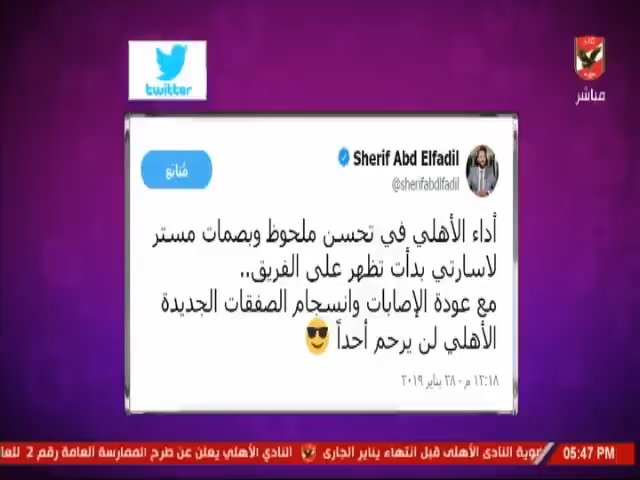 twitter
مباشر
Sherif Abd Elfadil
@sherifabdlfadil
مُتابَع
أداء الأهلي في تحسن ملحوظ وبصمات مستر
لاسارتي بدأت تظهر على الفريق..
مع عودة الإصابات وانسجام الصفقات الجديدة
الأهلي لن يرحم أحداً 😎
١٢:١٨ م - ٢٨ يناير ٢٠١٩
النادى الأهلى قبل انتهاء يناير الجارى النادي الأهلي يعلن عن طرح الممارسة العامة رقم 2
05:47 PM